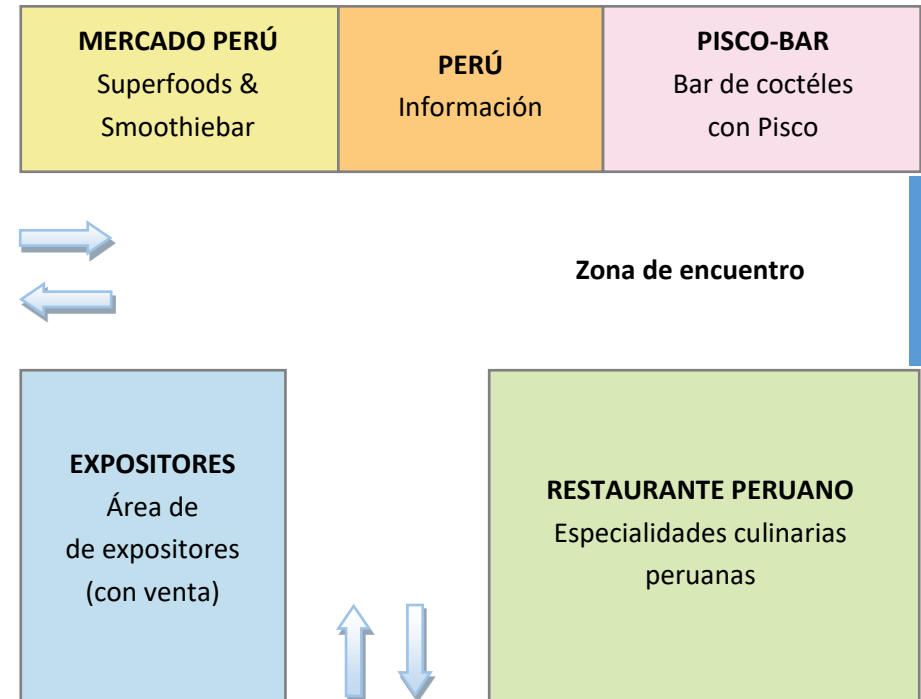 MERCADO PERÚ
Superfoods &
Smoothiebar
PERÚ
Información
PISCO-BAR
Bar de coctéles
con Pisco
Zona de encuentro
EXPOSITORES
Área de
de expositores
(con venta)
RESTAURANTE PERUANO
Especialidades culinarias
peruanas